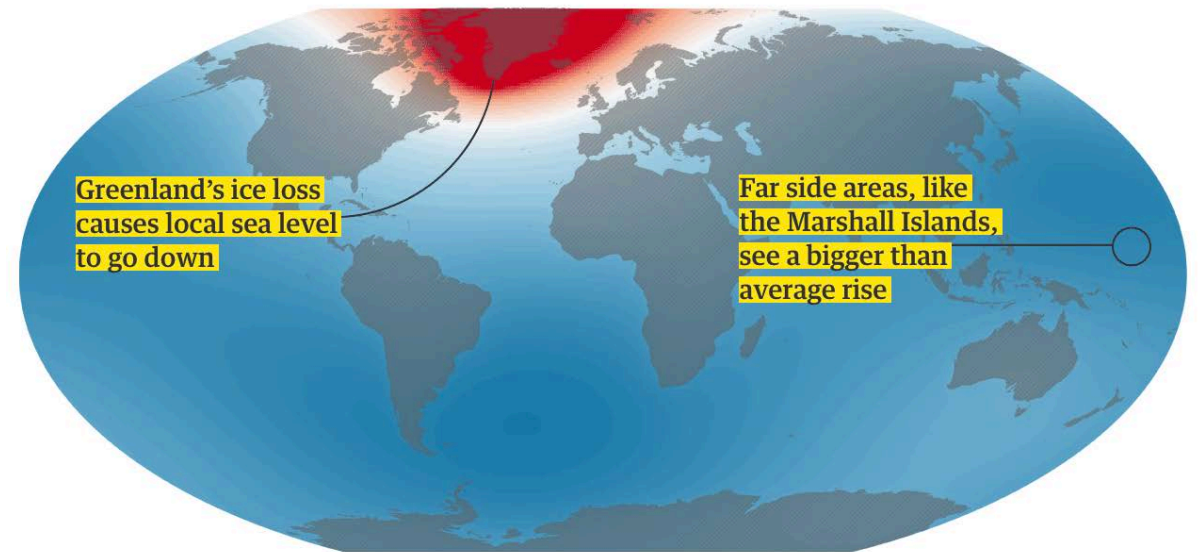 Greenland’s ice loss
causes local sea level
to go down
Far side areas, like
the Marshall Islands,
see a bigger than
average rise